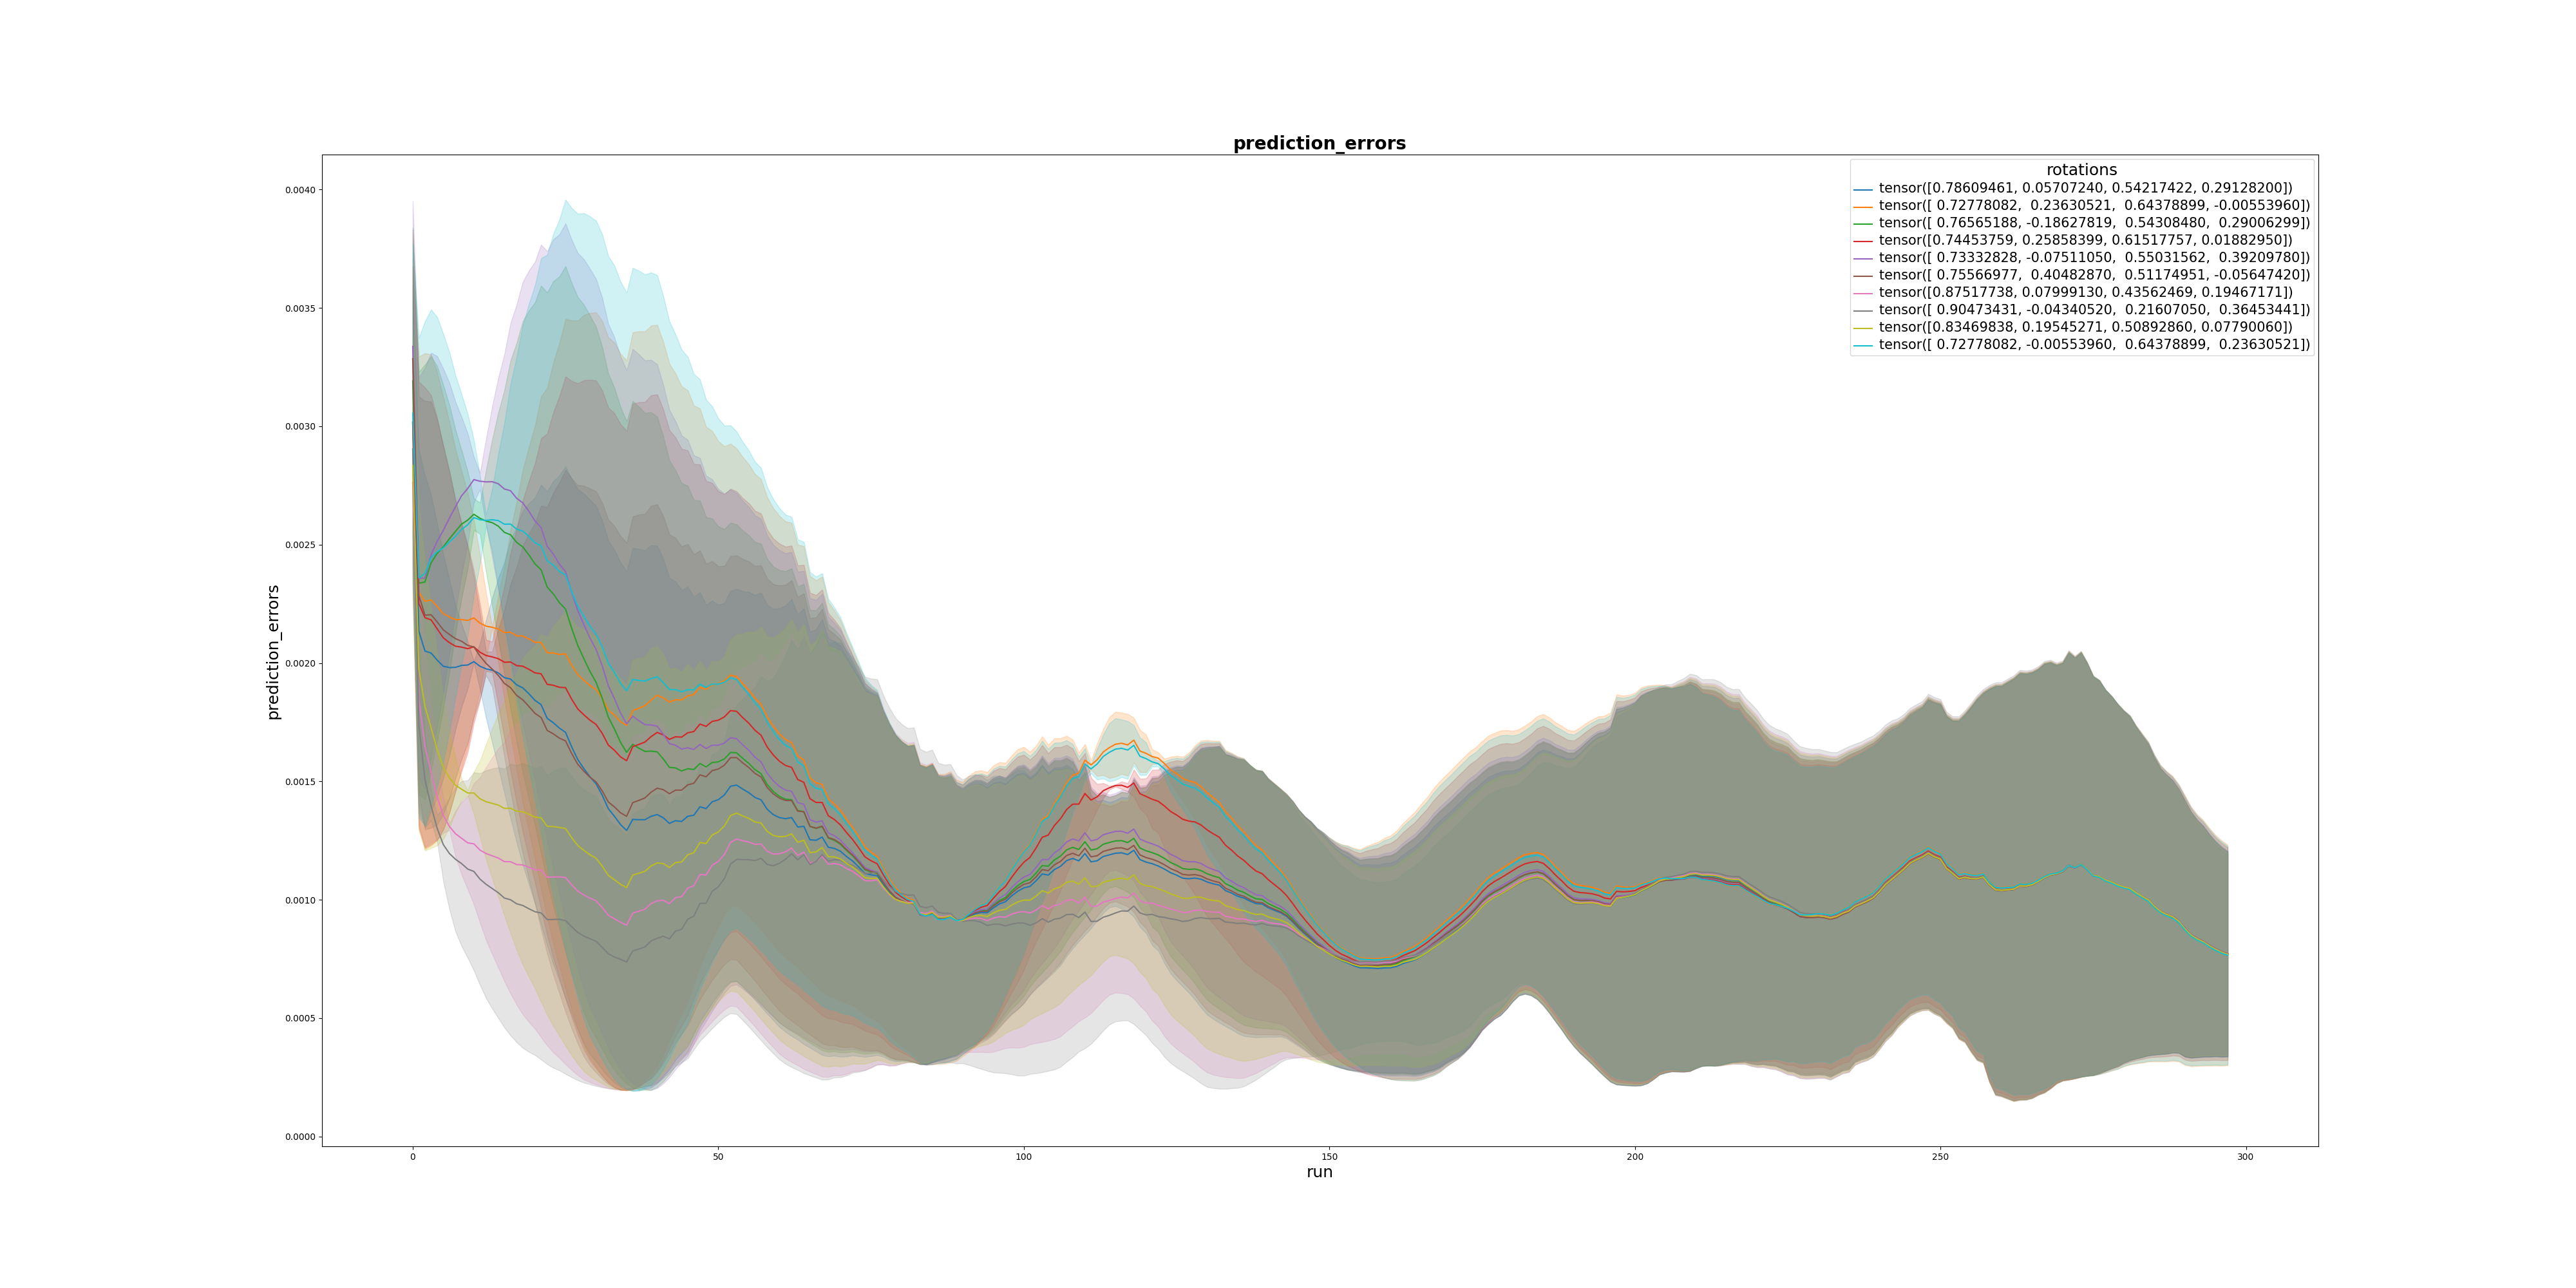 prediction_errors
rotations
tensor([0.78609461, 0.05707240, 0.54217422, 0.29128200])
tensor([ 0.72778082,  0.23630521,  0.64378899, -0.00553960])
tensor([ 0.76565188, -0.18627819,  0.54308480,  0.29006299])
tensor([0.74453759, 0.25858399, 0.61517757, 0.01882950])
tensor([ 0.73332828, -0.07511050,  0.55031562,  0.39209780])
tensor([ 0.75566977,  0.40482870,  0.51174951, -0.05647420])
tensor([0.87517738, 0.07999130, 0.43562469, 0.19467171])
tensor([ 0.90473431, -0.04340520,  0.21607050,  0.36453441])
tensor([0.83469838, 0.19545271, 0.50892860, 0.07790060])
tensor([ 0.72778082, -0.00553960,  0.64378899,  0.23630521])
0.0040
0.0035
0.0030
0.0025
0.0020
0.0015
0.0010
0.0005
0.0000
prediction_errors
0 50 100 150 200 250 300
run